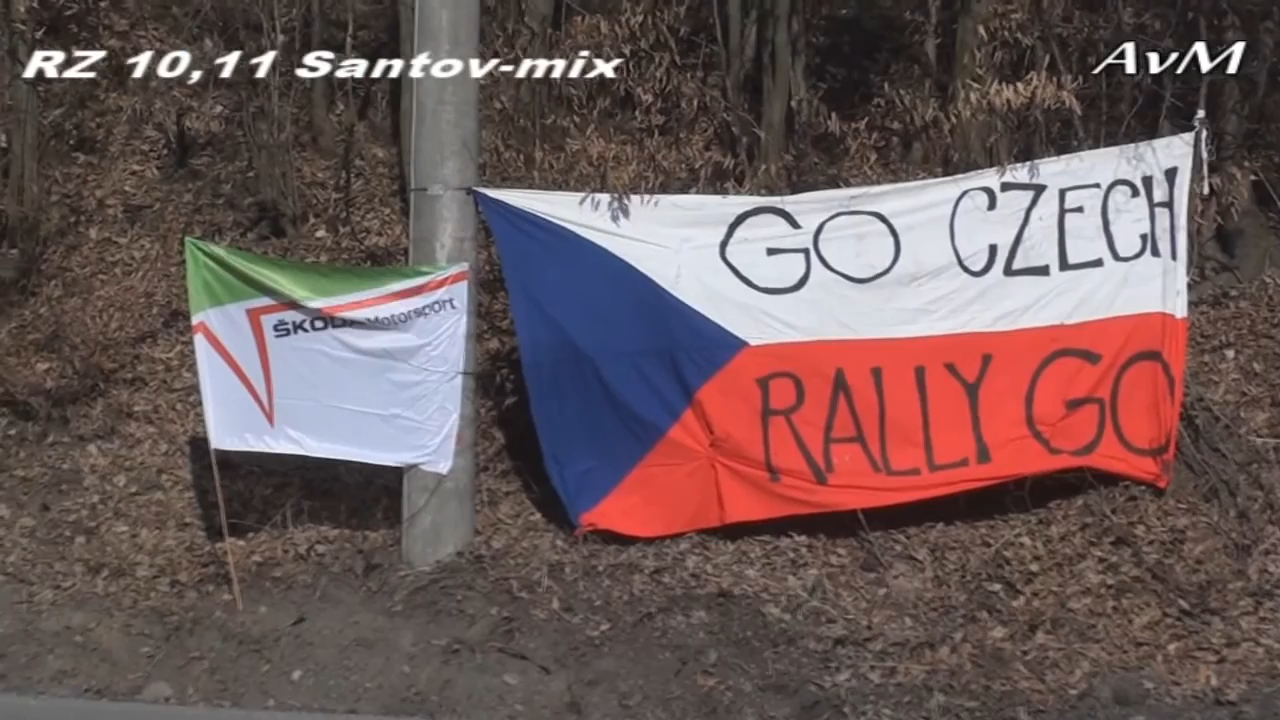 RZ 10,11 Santov-mix
AvM
GO CZECH
RALLY GO
ŠKODA Motorsport